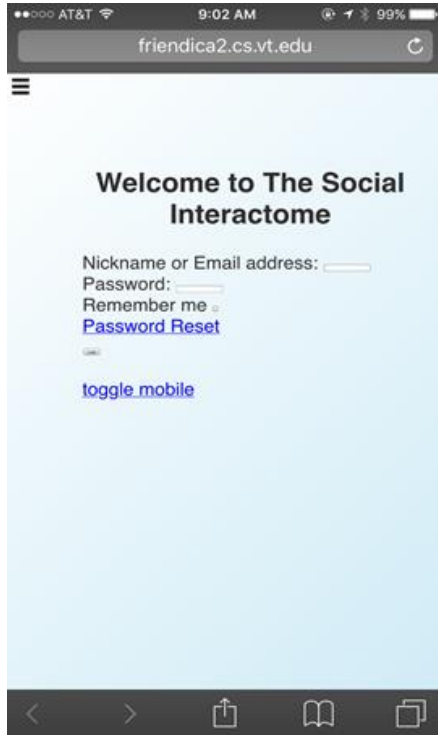 AT&T 9:02 AM 99%
friendica2.cs.vt.edu
Welcome to The Social
Interactome
Nickname or Email address:
Password:
Remember me
Password Reset
toggle mobile